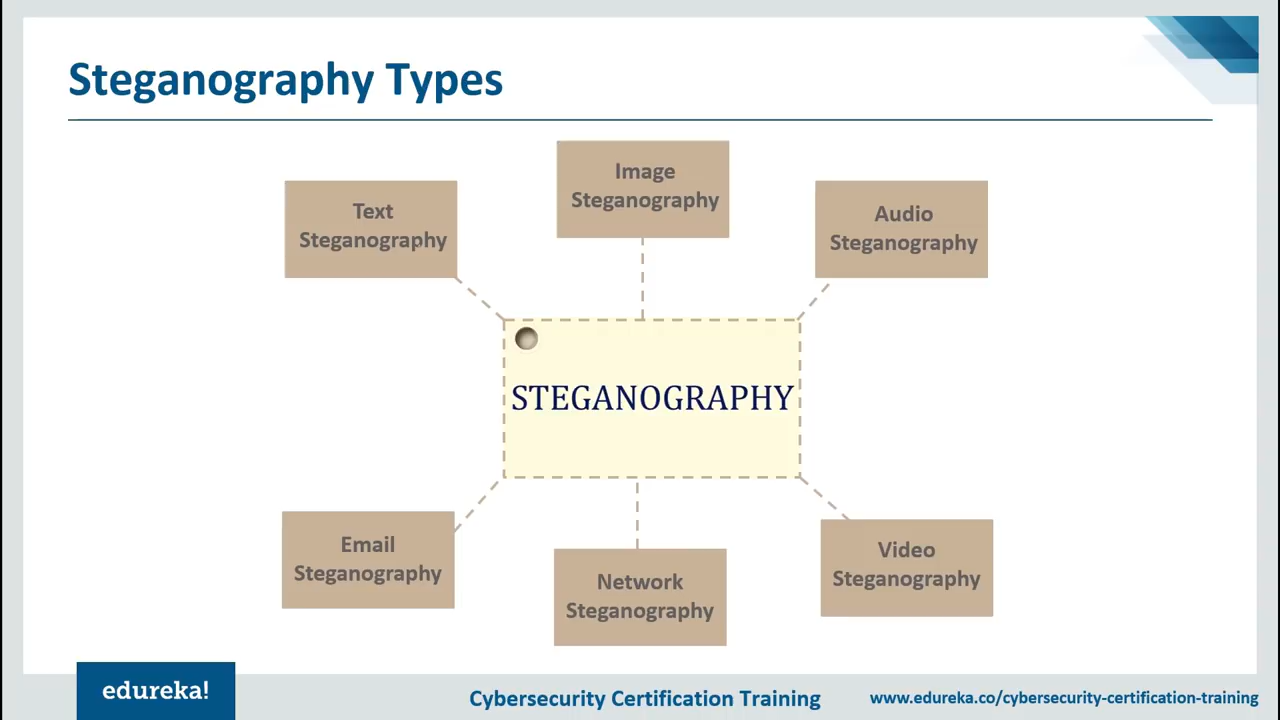 Steganography Types
Image
Steganography
Text
Steganography
Audio
Steganography
STEGANOGRAPHY
Email
Steganography
Network
Steganography
Video
Steganography
edureka!
Cybersecurity Certification Training
www.edureka.co/cybersecurity-certification-training